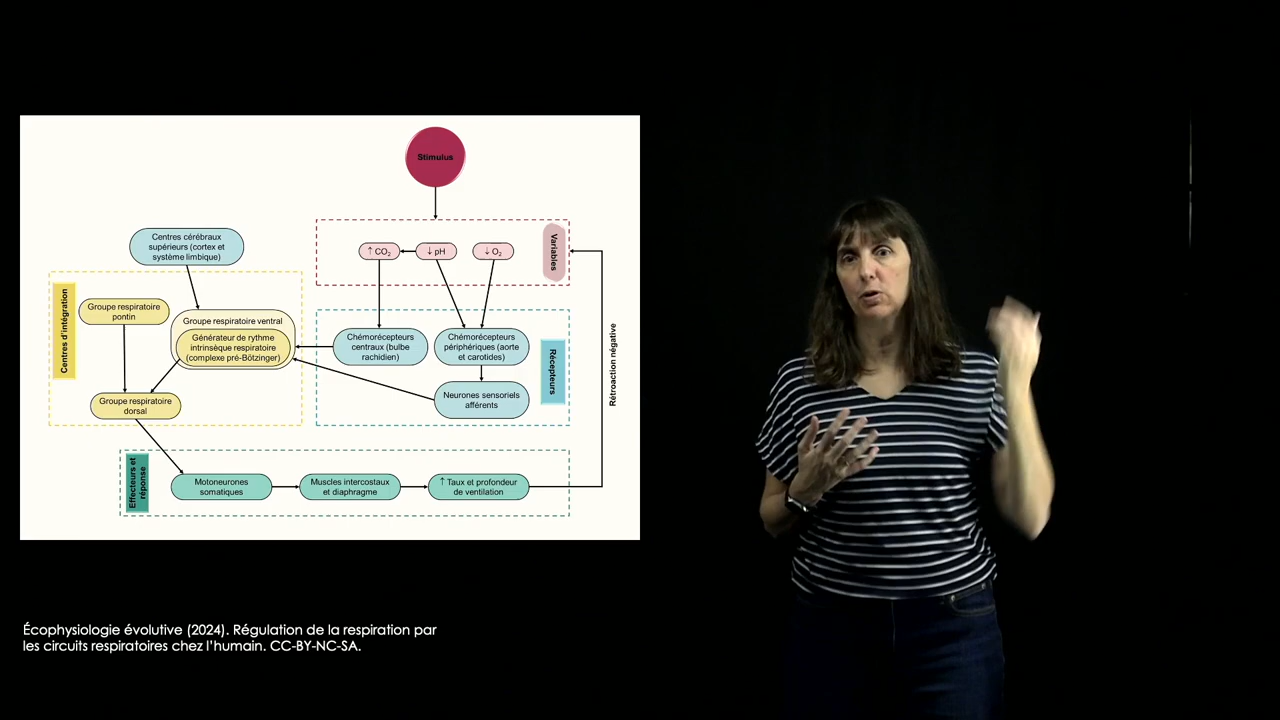 Stimulus
Variables
↑ CO₂
↓ pH
↓ O₂
Centres cérébraux
supérieurs (cortex et
système limbique)
Centres d'intégration
Groupe respiratoire
pontin
Groupe respiratoire ventral
Générateur de rythme
intrinsèque respiratoire
(complexe pré-Bötzinger)
Groupe respiratoire
dorsal
Chémorécepteurs
centraux (bulbe
rachidien)
Chémorécepteurs
périphériques (aorte
et carotides)
Neurones sensoriels
afférents
Récepteurs
Rétroaction négative
Effecteurs et
réponse
Motoneurones
somatiques
Muscles intercostaux
et diaphragme
↑ Taux et profondeur
de ventilation
Écophysiologie évolutive (2024). Régulation de la respiration par
les circuits respiratoires chez l'humain. CC-BY-NC-SA.